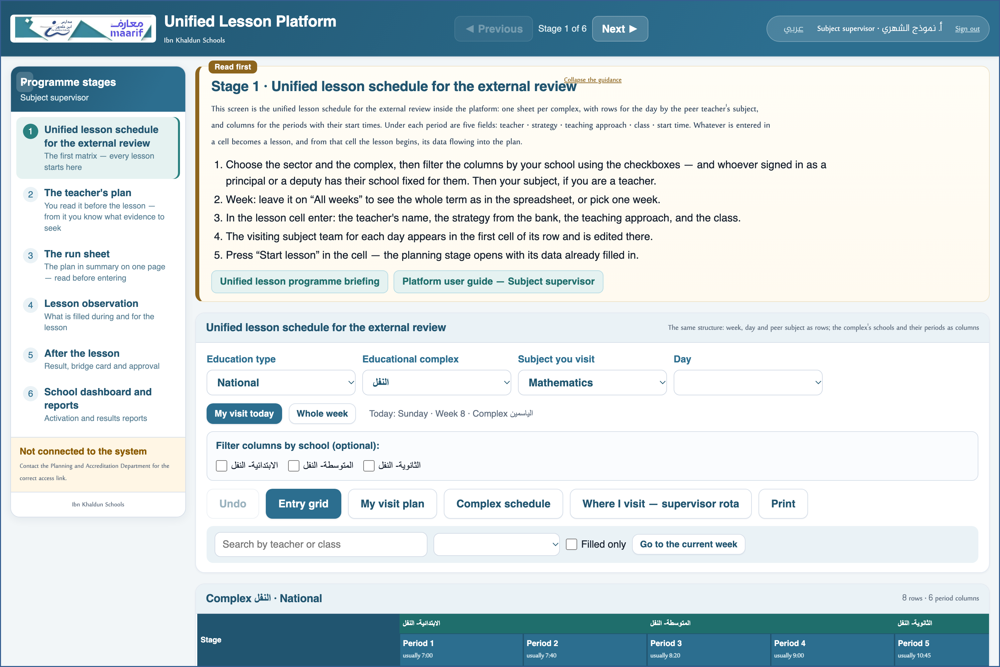 مدارس
ابن خلدون
معارف
maarif
Unified Lesson Platform
Ibn Khaldun Schools
◀ Previous
Stage 1 of 6
Next ▶
عربي
أ. نموذج الشهري · Subject supervisor
Sign out
Programme stages
Subject supervisor
1
Unified lesson schedule
for the external review
The first matrix — every lesson
starts here
2
The teacher's plan
You read it before the lesson —
from it you know what evidence to
seek
3
The run sheet
The plan in summary on one page
— read before entering
4
Lesson observation
What is filled during and for the
lesson
5
After the lesson
Result, bridge card and approval
6
School dashboard and
reports
Activation and results reports
Not connected to the system
Contact the Planning and Accreditation Department for the
correct access link.
Ibn Khaldun Schools
Read first
Collapse the guidance
Stage 1 · Unified lesson schedule for the external review
This screen is the unified lesson schedule for the external review inside the platform: one sheet per complex, with rows for the day by the peer teacher's subject,
and columns for the periods with their start times. Under each period are five fields: teacher · strategy · teaching approach · class · start time. Whatever is entered in
a cell becomes a lesson, and from that cell the lesson begins, its data flowing into the plan.
1. Choose the sector and the complex, then filter the columns by your school using the checkboxes — and whoever signed in as a
principal or a deputy has their school fixed for them. Then your subject, if you are a teacher.
2. Week: leave it on “All weeks” to see the whole term as in the spreadsheet, or pick one week.
3. In the lesson cell enter: the teacher's name, the strategy from the bank, the teaching approach, and the class.
4. The visiting subject team for each day appears in the first cell of its row and is edited there.
5. Press “Start lesson” in the cell — the planning stage opens with its data already filled in.
Unified lesson programme briefing
Platform user guide — Subject supervisor
Unified lesson schedule for the external review
The same structure: week, day and peer subject as rows; the complex's schools and their periods as columns
Education type
Educational complex
Subject you visit
Day
National
النفل
Mathematics
My visit today
Whole week
Today: Sunday · Week 8 · Complex الياسمين
Filter columns by school (optional):
الابتدائية- النفل
المتوسطة- النفل
الثانوية- النفل
Undo
Entry grid
My visit plan
Complex schedule
Where I visit — supervisor rota
Print
Search by teacher or class
Filled only
Go to the current week
Complex النفل · National
8 rows · 6 period columns
Stage
الابتدائية- النفل
المتوسطة- النفل
الثانوية- النفل
Period 1
usually 7:00
Period 2
usually 7:40
Period 3
usually 8:20
Period 4
usually 9:00
Period 5
usually 10:45